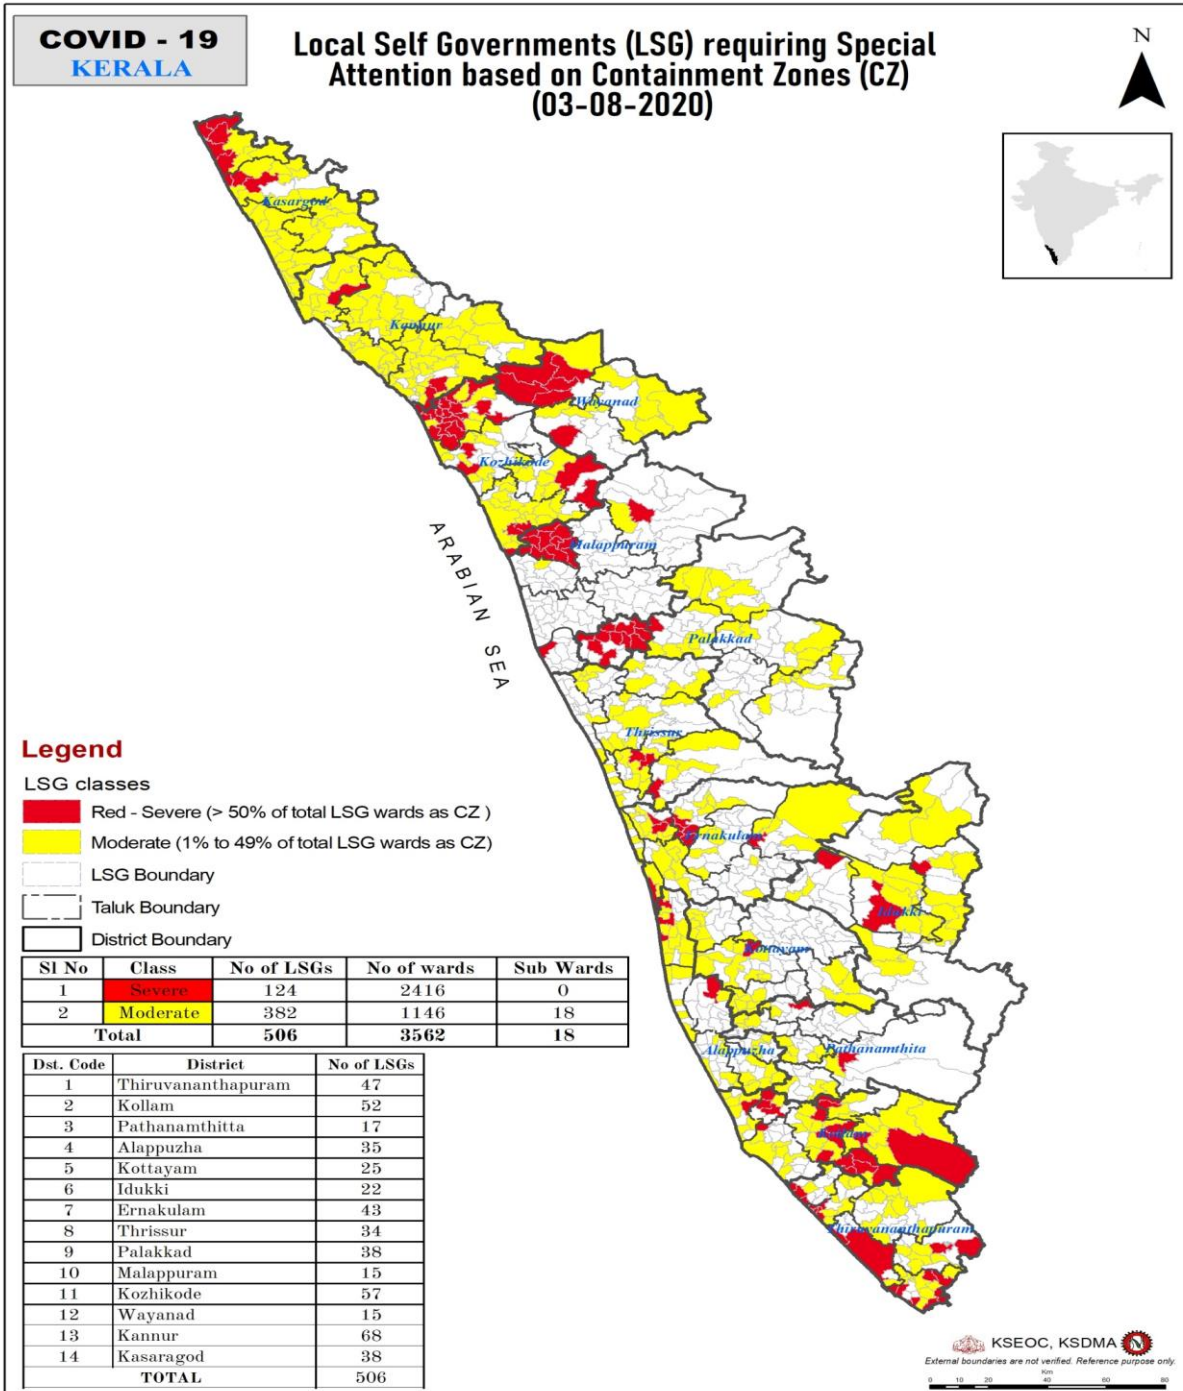 COVID - 19
KERALA
Local Self Governments (LSG) requiring Special
Attention based on Containment Zones (CZ)
(03-08-2020)
N
Kasargod
Kannur
Wayanad
Kozhikode
Malappuram
ARABIAN SEA
Palakkad
Thrissur
Ernakulam
Idukki
Kottayam
Alappuzha
Pathanamthita
Kollam
Thiruvananthapuram
Legend
LSG classes
Red - Severe (> 50% of total LSG wards as CZ )
Moderate (1% to 49% of total LSG wards as CZ)
LSG Boundary
Taluk Boundary
District Boundary
Sl No Class No of LSGs No of wards Sub Wards
1 Severe 124 2416 0
2 Moderate 382 1146 18
Total 506 3562 18
Dst. Code District No of LSGs
1 Thiruvananthapuram 47
2 Kollam 52
3 Pathanamthitta 17
4 Alappuzha 35
5 Kottayam 25
6 Idukki 22
7 Ernakulam 43
8 Thrissur 34
9 Palakkad 38
10 Malappuram 15
11 Kozhikode 57
12 Wayanad 15
13 Kannur 68
14 Kasaragod 38
TOTAL 506
KSEOC, KSDMA
External boundaries are not verified. Reference purpose only.
Km
0 10 20 40 60 80